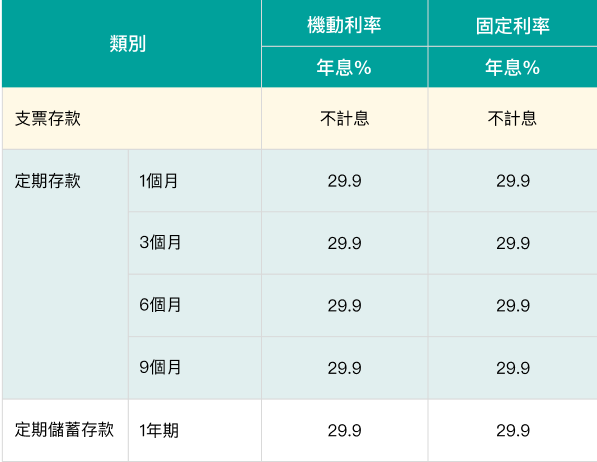 類別 機動利率 固定利率
年息% 年息%
支票存款 不計息 不計息
定期存款 1個月 29.9 29.9
3個月 29.9 29.9
6個月 29.9 29.9
9個月 29.9 29.9
定期儲蓄存款 1年期 29.9 29.9